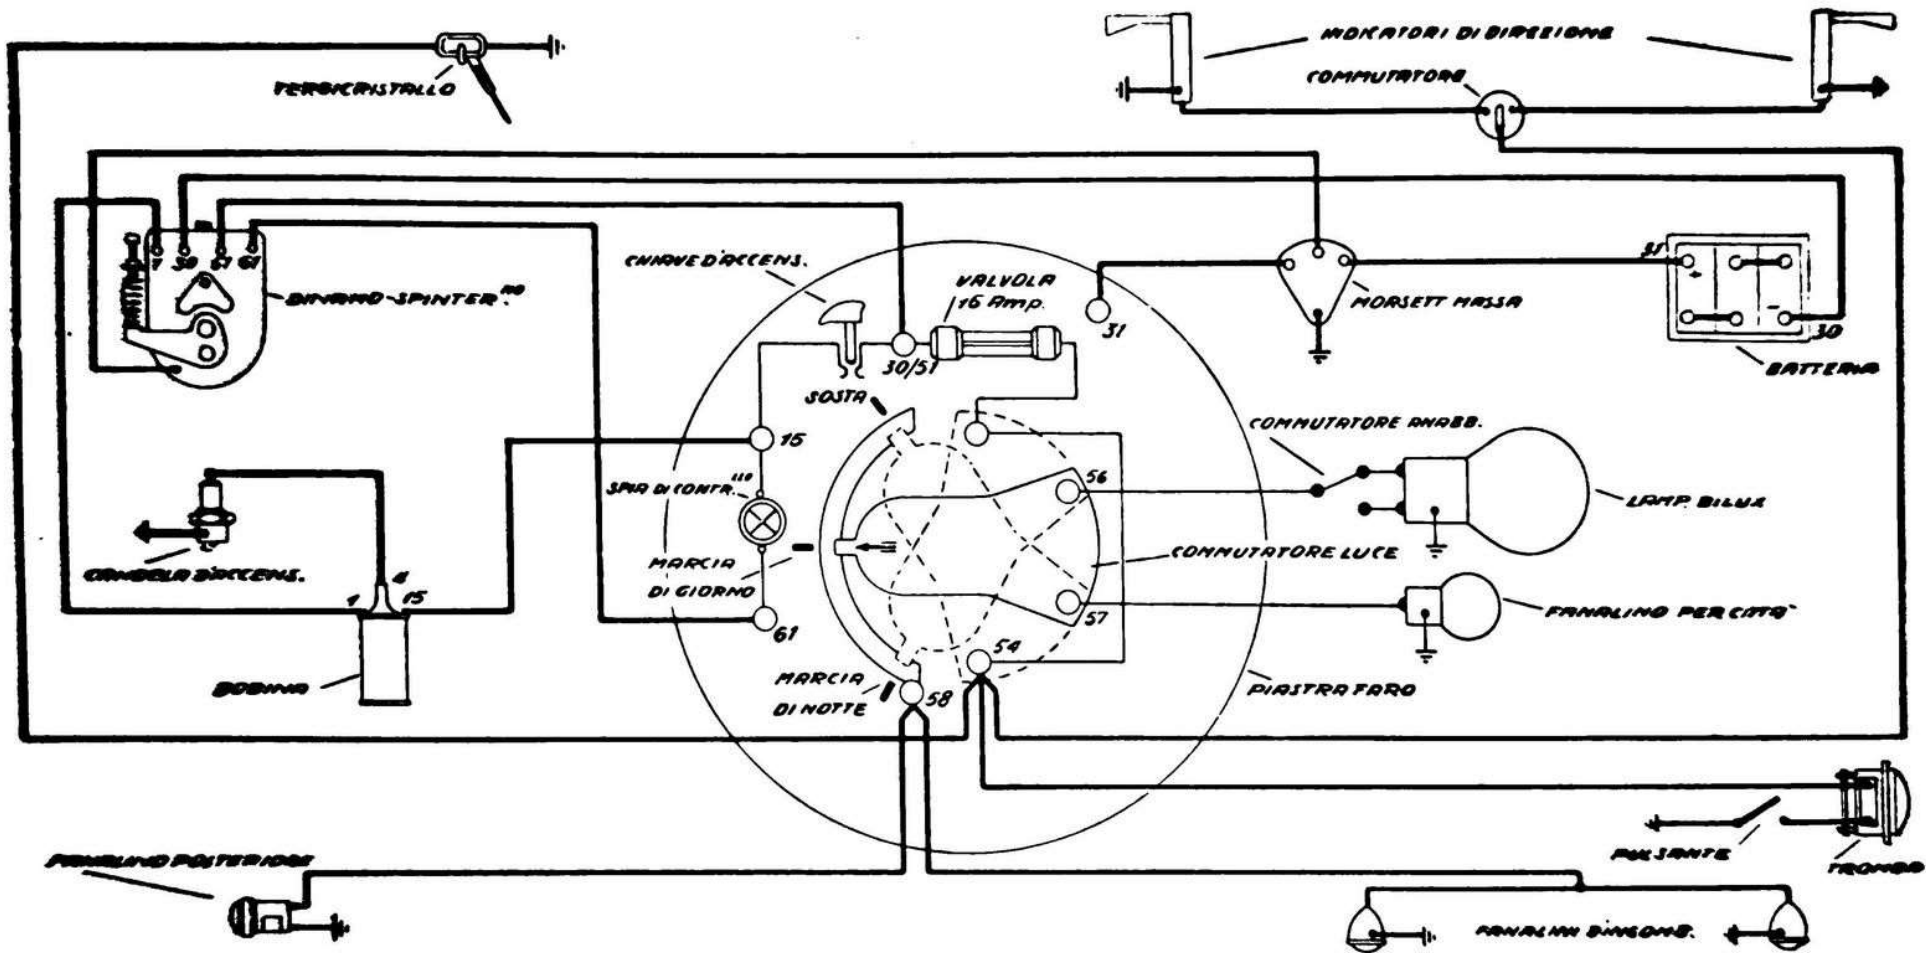 TERGICRISTALLO
INDICATORI DI DIREZIONE
COMMUTATORE
1 30 51 61
DINAMO-SPINTER.RO
CHIAVE D'ACCENS.
VALVOLA
16 Amp.
30/51
31
MORSETT MASSA
31
+
-
30
BATTERIA
SOSTA
15
COMMUTATORE ANABB.
SPIA DI CONTR.LLO
56
LAMP. BILUX
CANDELA D'ACCENS.
MARCIA
DI GIORNO
COMMUTATORE LUCE
1 4 15
61
57
FANALINO PER CITTA'
54
BOBINA
MARCIA
DI NOTTE
58
PIASTRA FARO
PULSANTE
TROMBA
FANALINO POSTERIORE
FANALINI D'INGOMB.